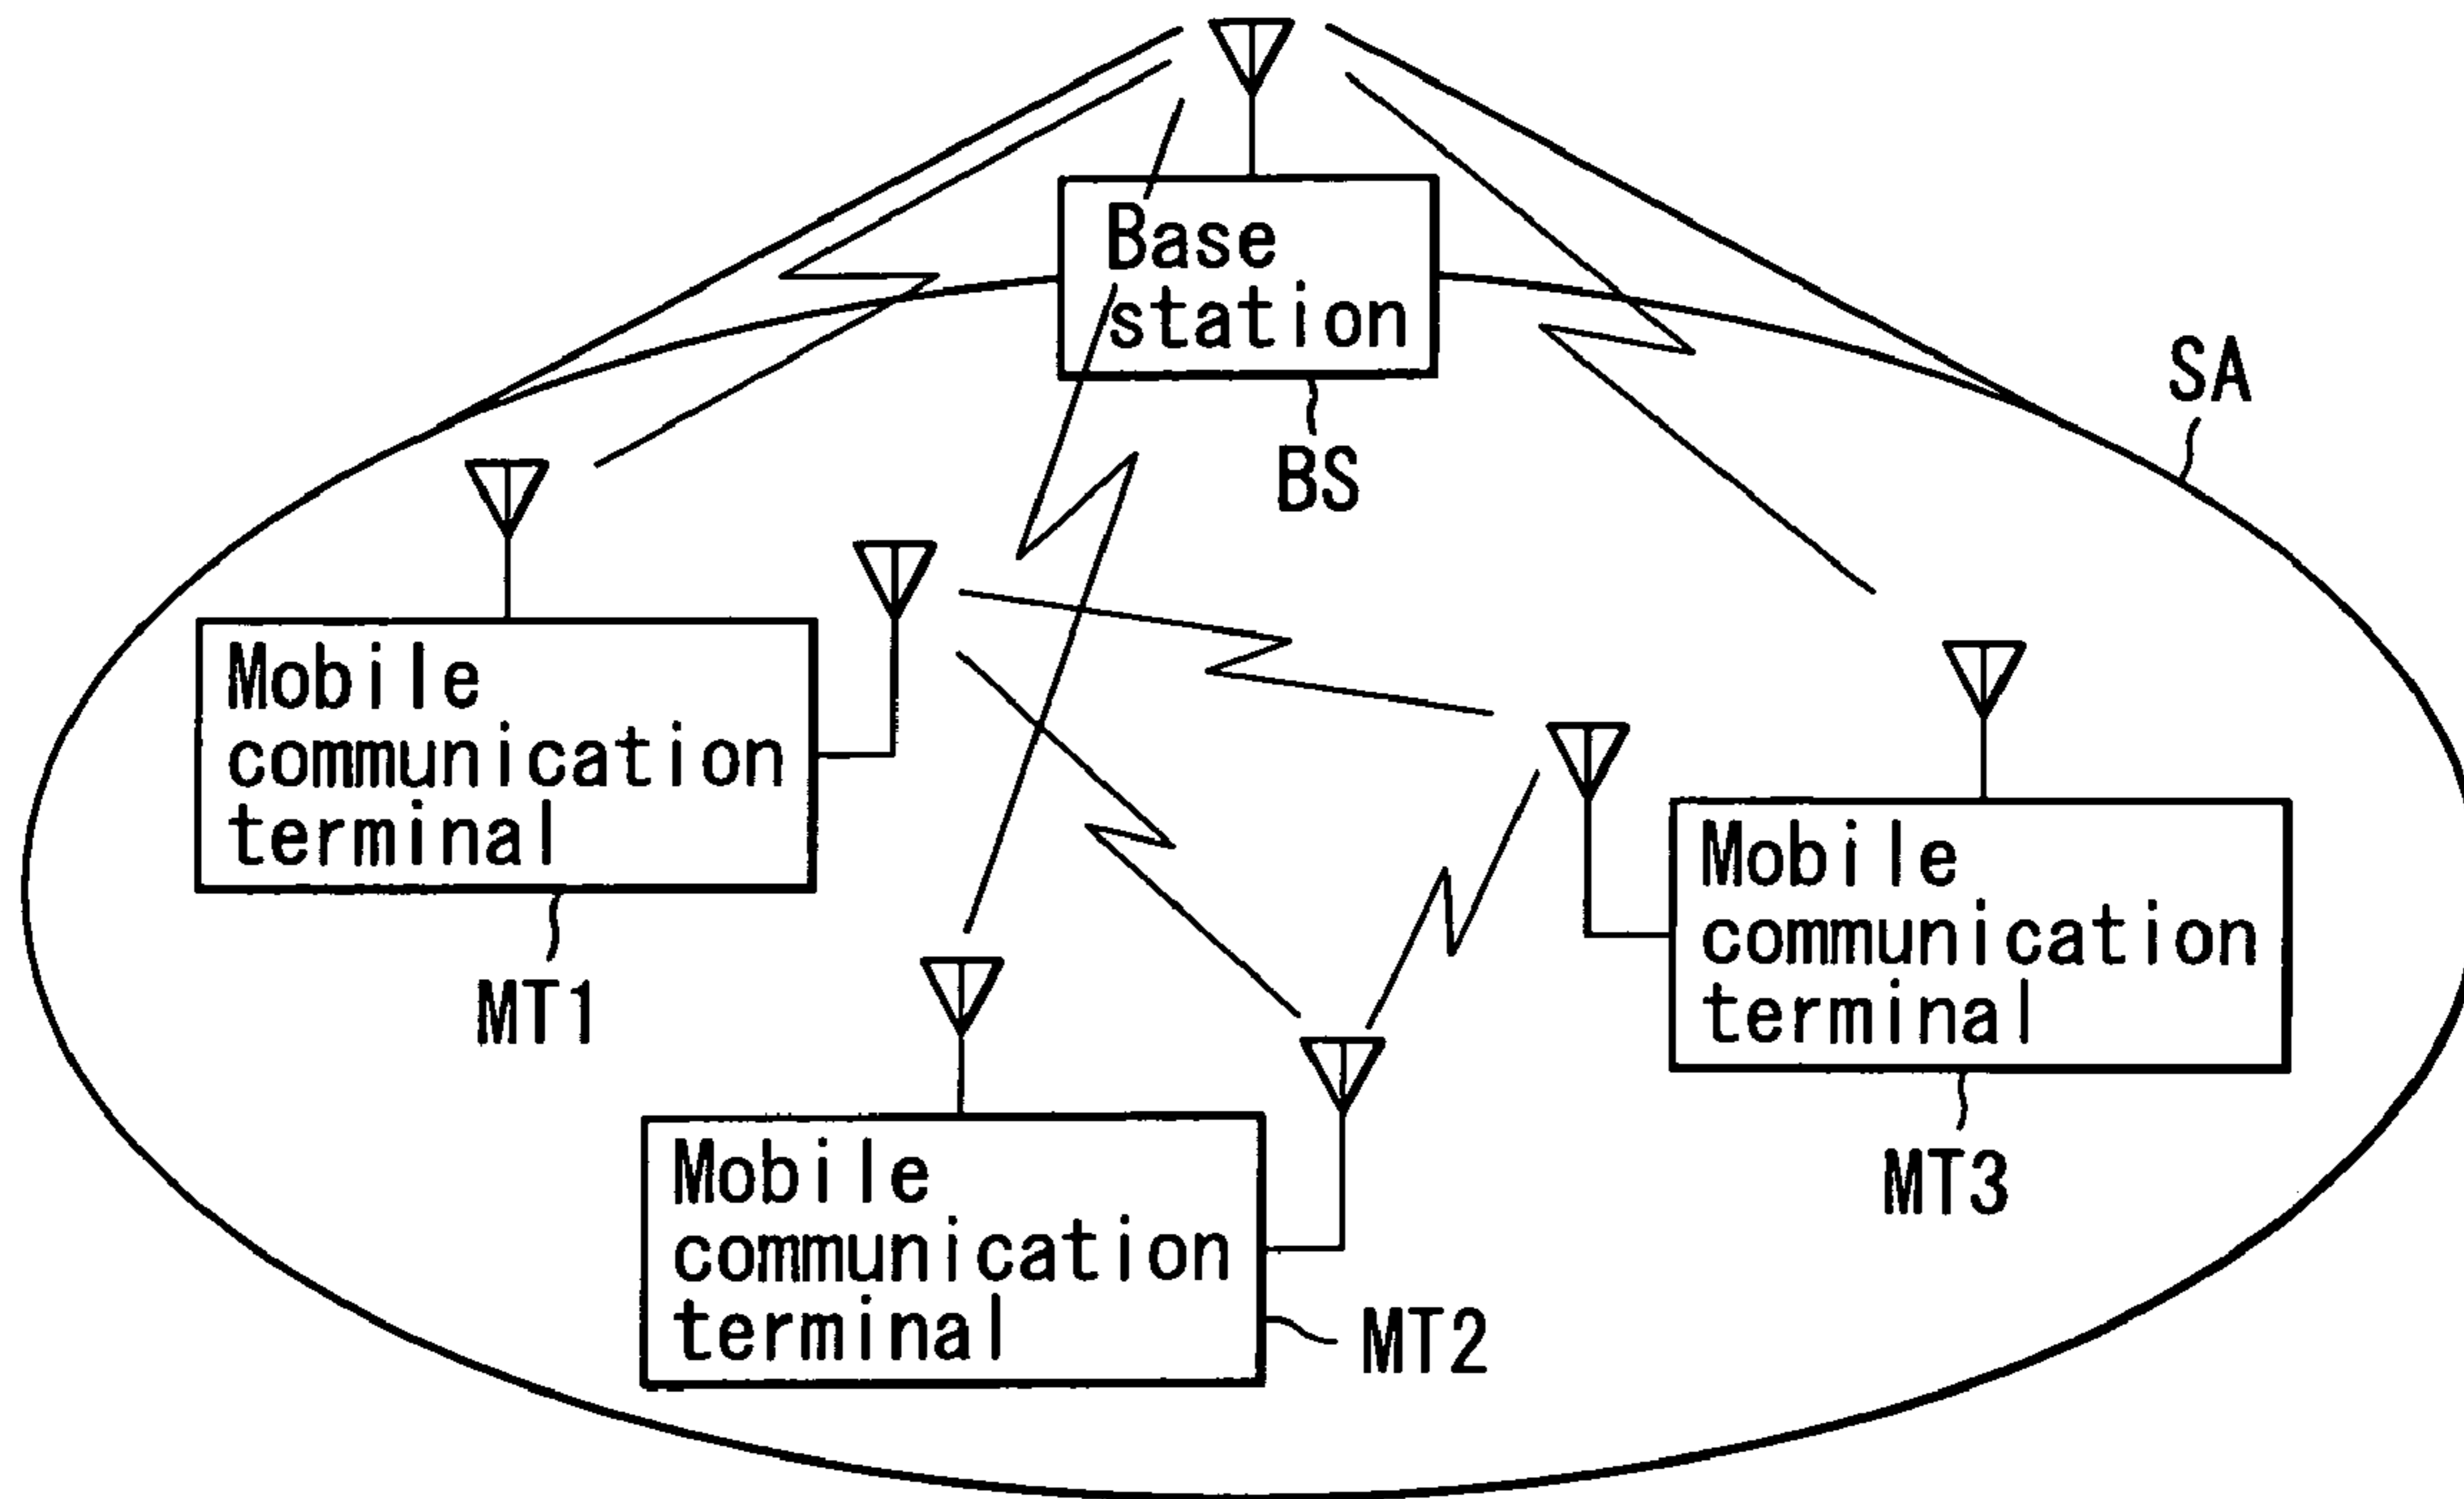 Base
station
SA
BS
Mobile
communication
terminal
MT1
Mobile
communication
terminal
MT3
Mobile
communication
terminal
MT2